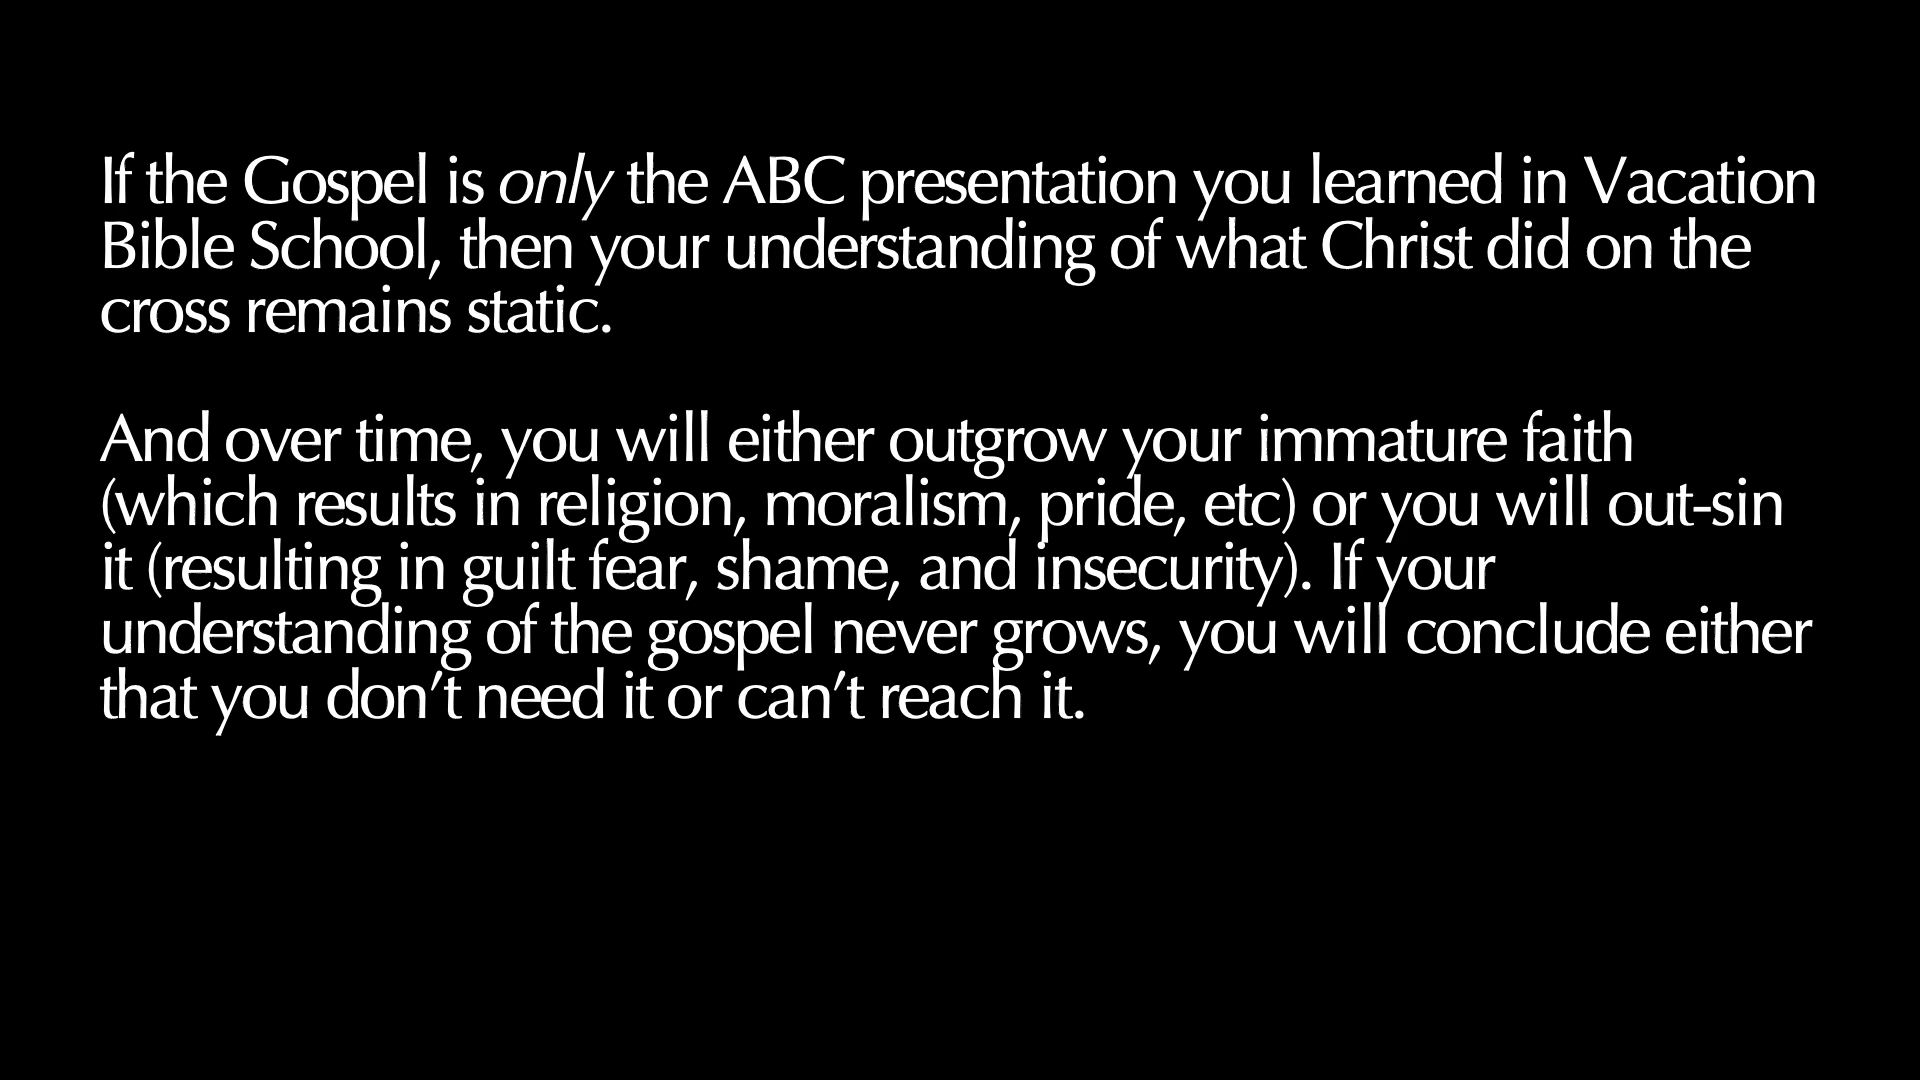 If the Gospel is only the ABC presentation you learned in Vacation
Bible School, then your understanding of what Christ did on the
cross remains static.
And over time, you will either outgrow your immature faith
(which results in religion, moralism, pride, etc) or you will out-sin
it (resulting in guilt fear, shame, and insecurity). If your
understanding of the gospel never grows, you will conclude either
that you don’t need it or can’t reach it.